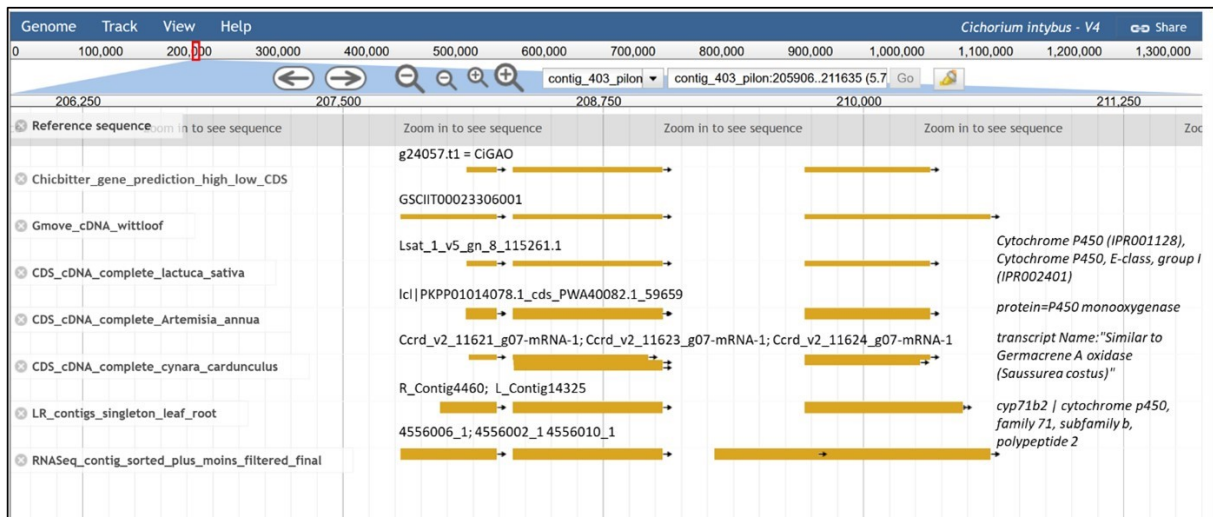 Genome Track View Help Cichorium intybus - V4 Share
0 100,000 200,000 300,000 400,000 500,000 600,000 700,000 800,000 900,000 1,000,000 1,100,000 1,200,000 1,300,000
contig_403_pilon contig_403_pilon:205906..211635 (5.7 Go
206,250 207,500 208,750 210,000 211,250
Reference sequence Zoom in to see sequence Zoom in to see sequence Zoom in to see sequence Zoom in to see sequence Zoo
g24057.t1 = CiGAO
Chicbitter_gene_prediction_high_low_CDS
GSCIIT00023306001
Gmove_cDNA_wittloof
Lsat_1_v5_gn_8_115261.1
Cytochrome P450 (IPR001128),
Cytochrome P450, E-class, group I
(IPR002401)
CDS_cDNA_complete_lactuca_sativa
lcl|PKPP01014078.1_cds_PWA40082.1_59659
protein=P450 monooxygenase
CDS_cDNA_complete_Artemisia_annua
Ccrd_v2_11621_g07-mRNA-1; Ccrd_v2_11623_g07-mRNA-1; Ccrd_v2_11624_g07-mRNA-1
transcript Name:"Similar to
Germacrene A oxidase
(Saussurea costus)"
CDS_cDNA_complete_cynara_cardunculus
R_Contig4460; L_Contig14325
cyp71b2 | cytochrome p450,
family 71, subfamily b,
polypeptide 2
LR_contigs_singleton_leaf_root
4556006_1; 4556002_1 4556010_1
RNASeq_contig_sorted_plus_moins_filtered_final